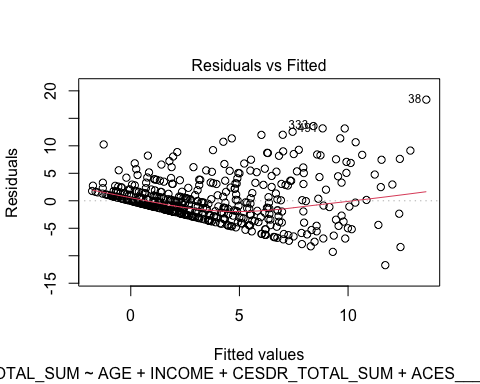 Residuals vs Fitted
Residuals
20
10
5
0
-5
-15
38
0
5
10
Fitted values
OTAL_SUM ~ AGE + INCOME + CESDR_TOTAL_SUM + ACES___